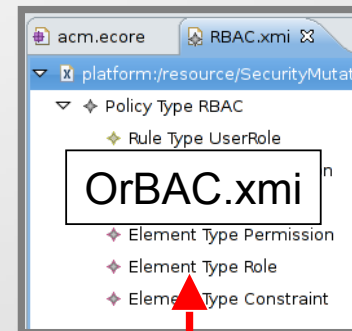 acm.ecore RBAC.xmi
platform:/resource/SecurityMutat
Policy Type RBAC
Rule Type UserRole
OrBAC.xmi
Element Type Permission
Element Type Role
Element Type Constraint